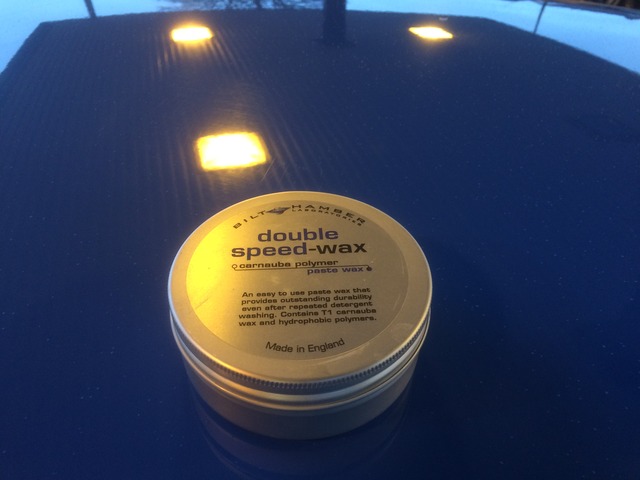 BILT HAMBER
LABORATORIES
double
speed-wax
carnauba polymer
paste wax
An easy to use paste wax that
provides outstanding durability
even after repeated detergent
washing. Contains T1 carnauba
wax and hydrophobic polymers.
Made in England